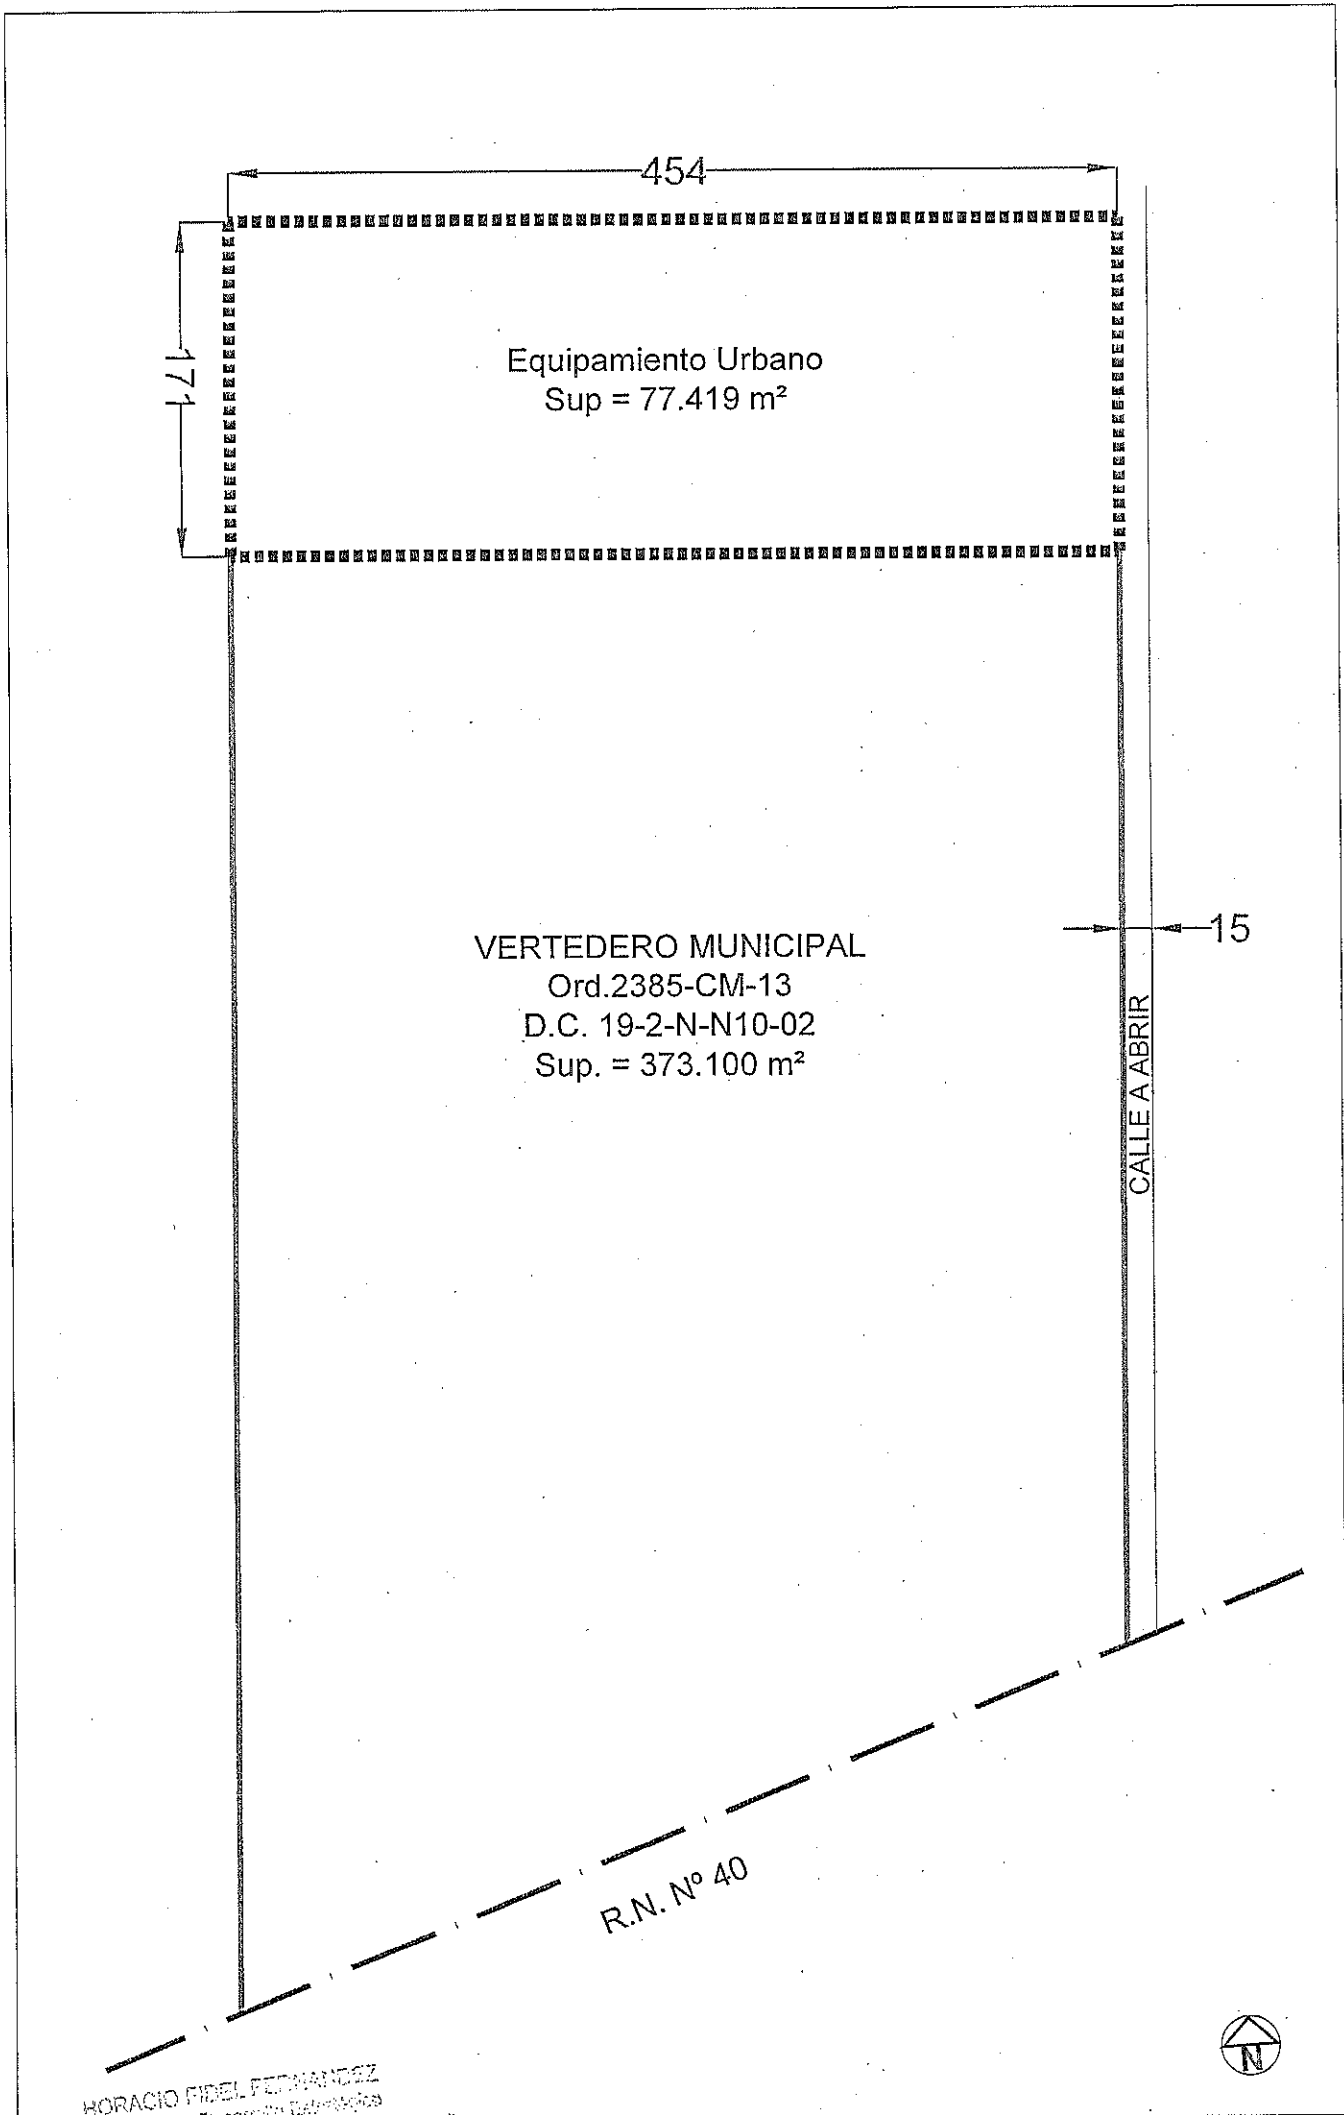 454
171
Equipamiento Urbano
Sup = 77.419 m²
VERTEDERO MUNICIPAL
Ord.2385-CM-13
D.C. 19-2-N-N10-02
Sup. = 373.100 m²
15
CALLE A ABRIR
R.N. Nº 40
N
HORACIO FIDEL FERNANDEZ